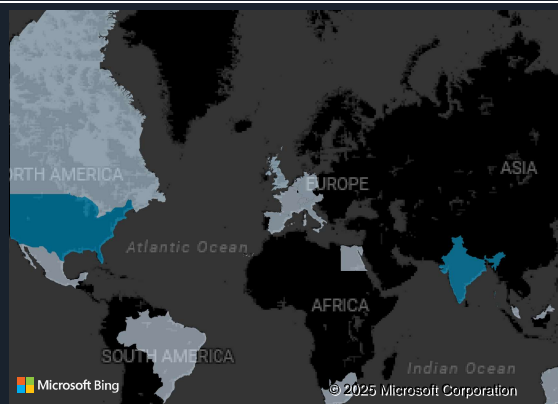 ORTH AMERICA
EUROPE
ASIA
Atlantic Ocean
AFRICA
SOUTH AMERICA
Indian Ocean
Microsoft Bing
© 2025 Microsoft Corporation